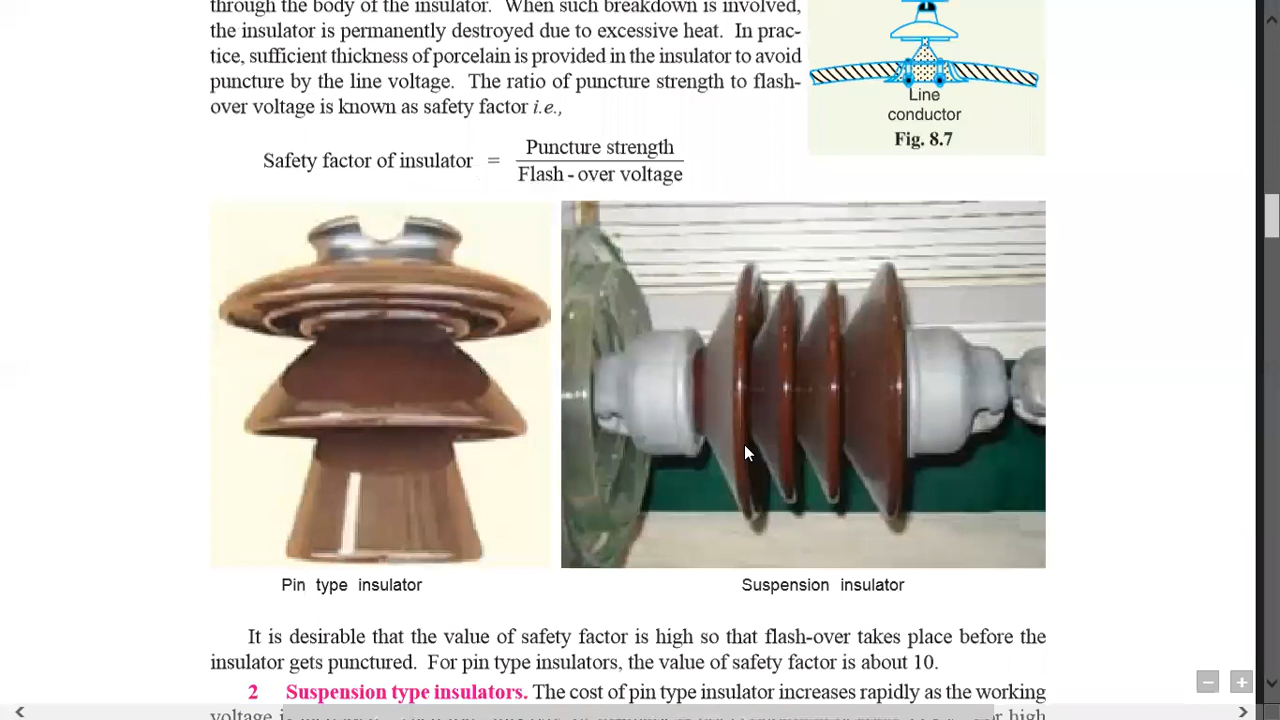 through the body of the insulator. When such breakdown is involved,
the insulator is permanently destroyed due to excessive heat. In prac-
tice, sufficient thickness of porcelain is provided in the insulator to avoid
puncture by the line voltage. The ratio of puncture strength to flash-
over voltage is known as safety factor i.e.,
Line
conductor
Fig. 8.7
Safety factor of insulator = Puncture strength
Flash - over voltage
Pin type insulator
Suspension insulator
It is desirable that the value of safety factor is high so that flash-over takes place before the
insulator gets punctured. For pin type insulators, the value of safety factor is about 10.
2 Suspension type insulators. The cost of pin type insulator increases rapidly as the working
voltage high